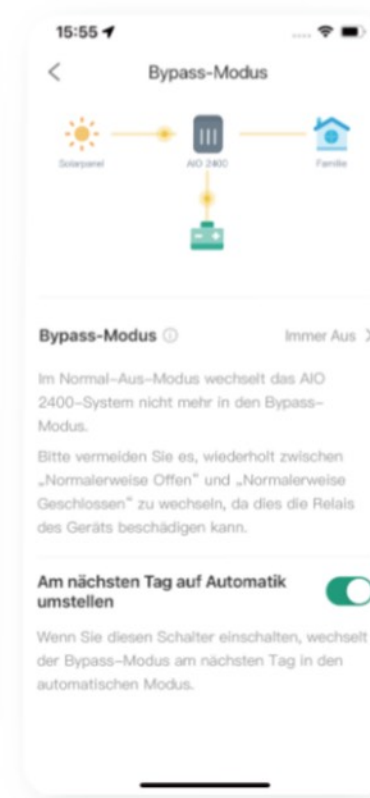 15:55
Bypass-Modus
Solarpanel
AIO 2400
Familie
Bypass-Modus
Immer Aus
Im Normal-Aus-Modus wechselt das AIO
2400-System nicht mehr in den Bypass-
Modus.
Bitte vermeiden Sie es, wiederholt zwischen
„Normalerweise Offen“ und „Normalerweise
Geschlossen“ zu wechseln, da dies die Relais
des Geräts beschädigen kann.
Am nächsten Tag auf Automatik
umstellen
Wenn Sie diesen Schalter einschalten, wechselt
der Bypass-Modus am nächsten Tag in den
automatischen Modus.